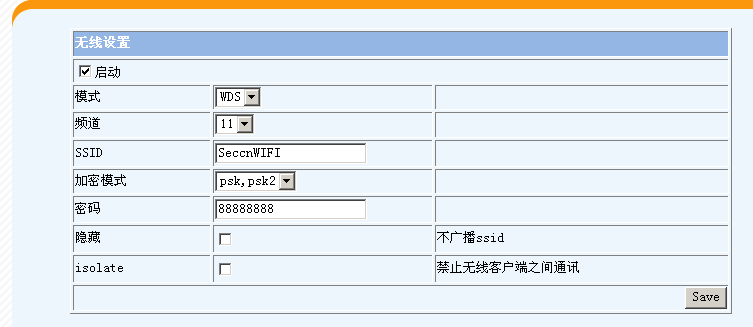 无线设置
启动
模式 WDS
频道 11
SSID SeccnWIFI
加密模式 psk,psk2
密码 88888888
隐藏 不广播ssid
isolate 禁止无线客户端之间通讯
Save